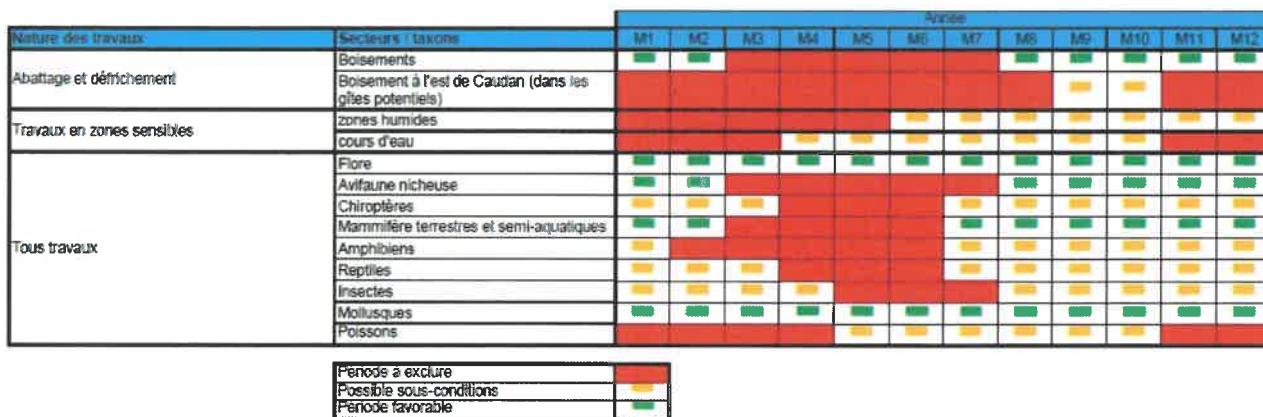 Année
Nature des travaux Secteurs / taxons M1 M2 M3 M4 M5 M6 M7 M8 M9 M10 M11 M12
Abattage et défrichement
Boisements
Boisement à l'est de Caudan (dans les
gîtes potentiels)
Travaux en zones sensibles
zones humides
cours d'eau
Tous travaux
Flore
Avifaune nicheuse
Chiroptères
Mammifère terrestres et semi-aquatiques
Amphibiens
Reptiles
Insectes
Mollusques
Poissons
Période à exclure
Possible sous-conditions
Période favorable